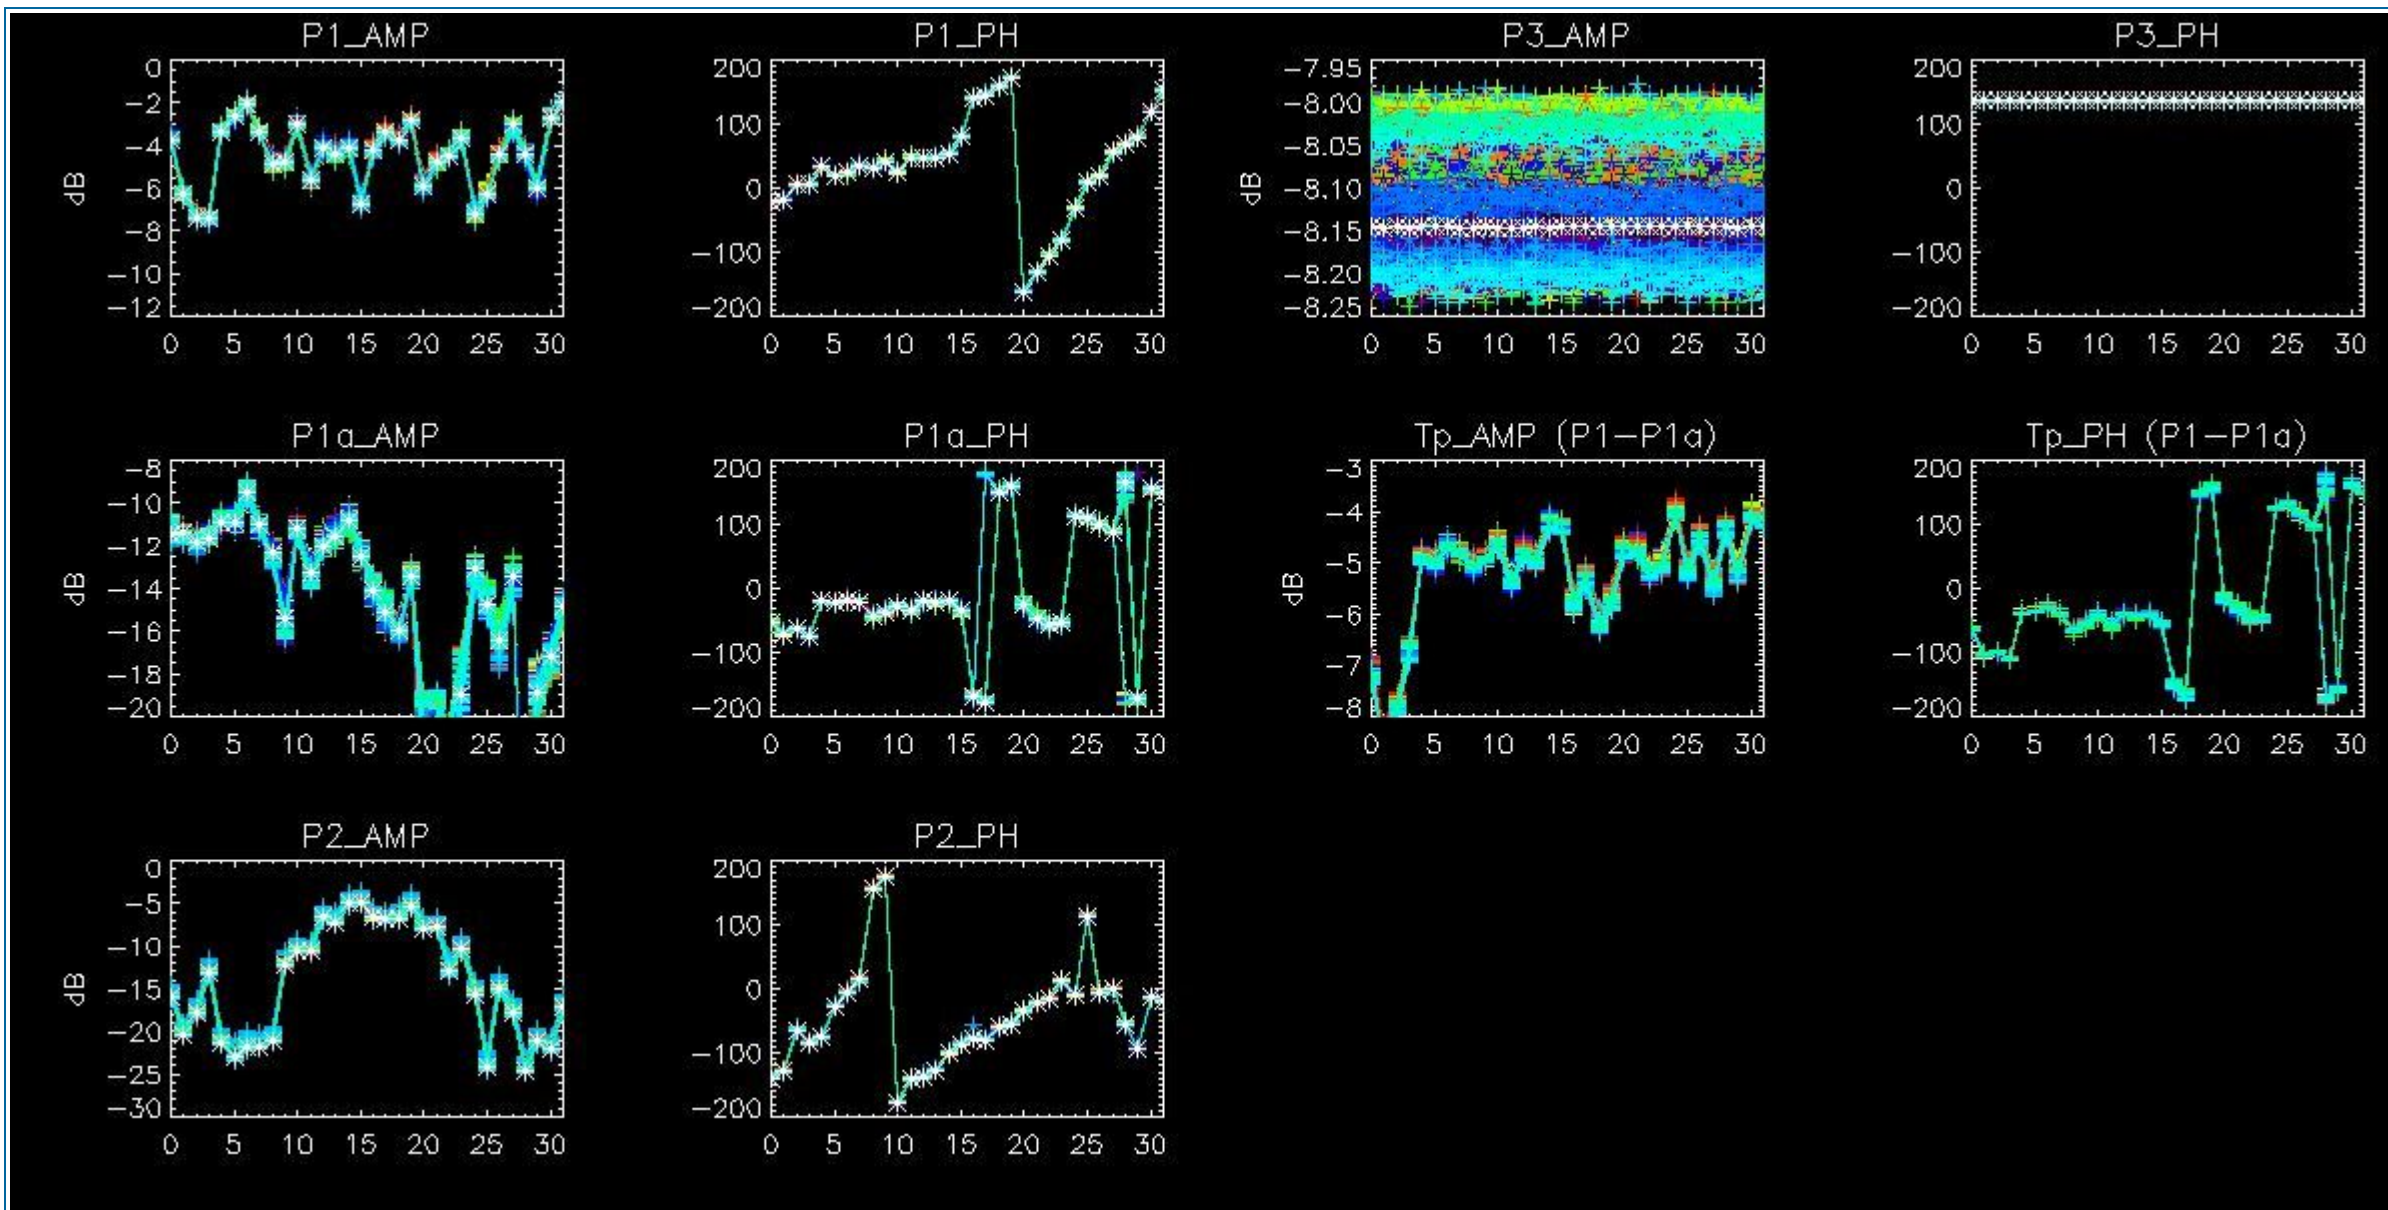 P1_AMP P1_PH P3_AMP P3_PH
0 200 −7.95 200
−2 100 −8.00 100
−4 0 −8.05 0
−6 −100 −8.10 −100
−8 −200 −8.15 −200
−10 −8.20
−12 −8.25
dB dB
0 5 10 15 20 25 30 0 5 10 15 20 25 30 0 5 10 15 20 25 30 0 5 10 15 20 25 30
P1a_AMP P1a_PH Tp_AMP (P1−P1a) Tp_PH (P1−P1a)
−8 200 −3 200
−10 100 −4 100
−12 0 −5 0
−14 −100 −6 −100
−16 −200 −7 −200
−18 −8
−20
dB dB
0 5 10 15 20 25 30 0 5 10 15 20 25 30 0 5 10 15 20 25 30 0 5 10 15 20 25 30
P2_AMP P2_PH
0 200
−5 100
−10 0
−15 −100
−20 −200
−25
−30
dB
0 5 10 15 20 25 30 0 5 10 15 20 25 30